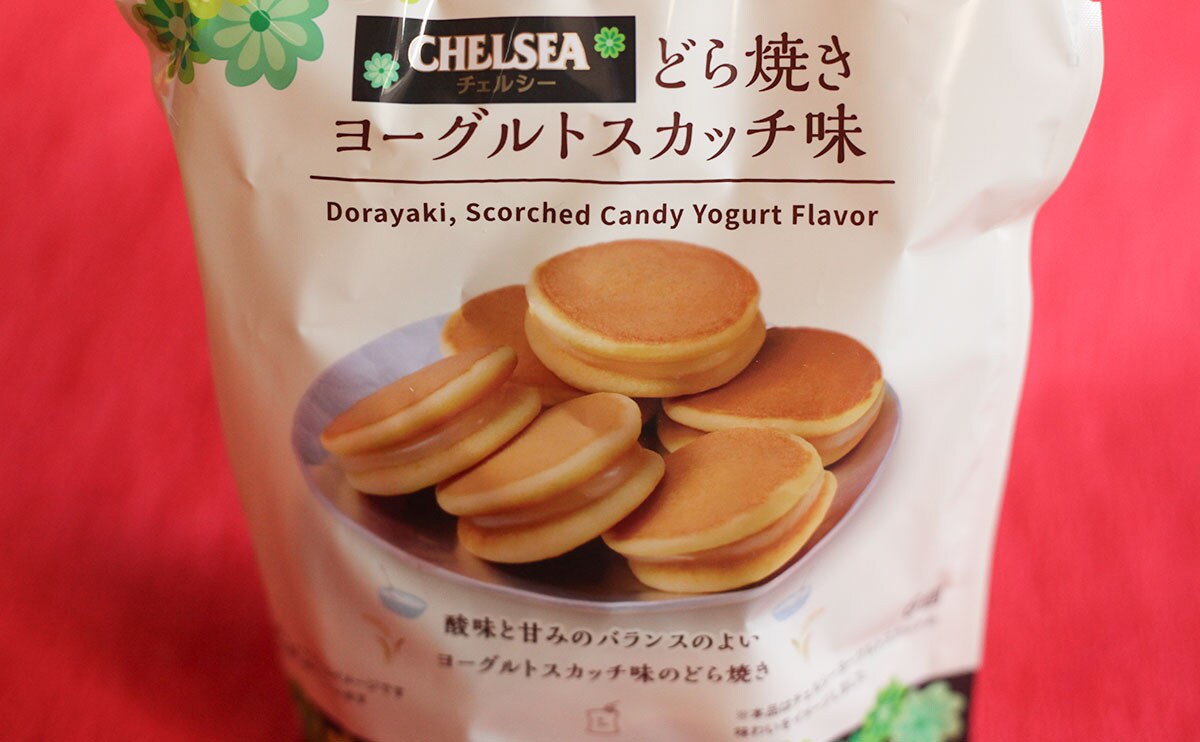 CHELSEA
チェルシー
どら焼き
ヨーグルトスカッチ味
Dorayaki, Scorched Candy Yogurt Flavor
酸味と甘みのバランスのよい
ヨーグルトスカッチ味のどら焼き